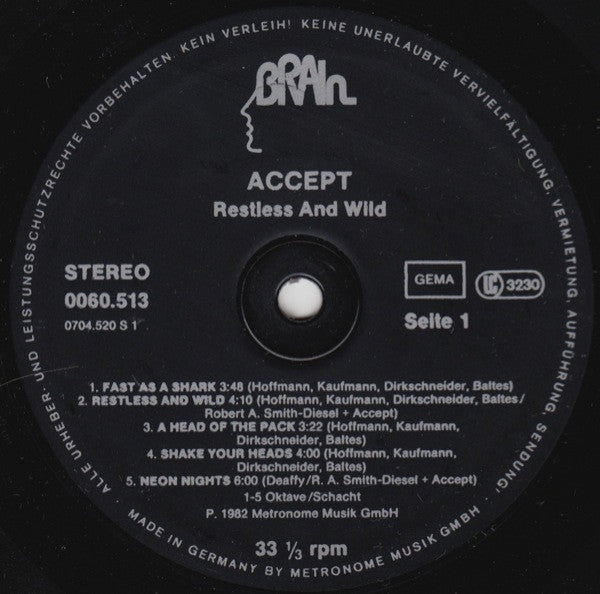 BRAIN
ACCEPT
Restless And Wild
STEREO
0060.513
0704.520 S 1
GEMA
LC 3230
Seite 1
1. FAST AS A SHARK 3:48 (Hoffmann, Kaufmann, Dirkschneider, Baltes)
2. RESTLESS AND WILD 4:10 (Hoffmann, Kaufmann, Dirkschneider, Baltes/
Robert A. Smith-Diesel + Accept)
3. A HEAD OF THE PACK 3:22 (Hoffmann, Kaufmann,
Dirkschneider, Baltes)
4. SHAKE YOUR HEADS 4:00 (Hoffmann, Kaufmann,
Dirkschneider, Baltes)
5. NEON NIGHTS 6:00 (Deaffy/R. A. Smith-Diesel + Accept)
1-5 Oktave/Schacht
P. 1982 Metronome Musik GmbH
33 ⅓ rpm
ALLE URHEBER- UND LEISTUNGSSCHUTZRECHTE VORBEHALTEN KEIN VERLEIH! KEINE UNERLAUBTE VERVIELFÄLTIGUNG, VERMIETUNG, AUFFÜHRUNG, SENDUNG!
· MADE IN GERMANY BY METRONOME MUSIK GMBH ·